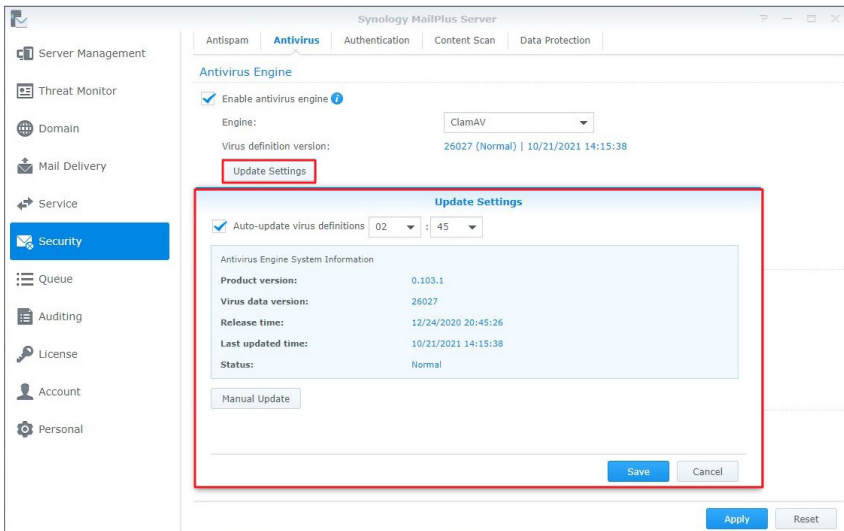 Synology MailPlus Server
Server Management
Threat Monitor
Domain
Mail Delivery
Service
Security
Queue
Auditing
License
Account
Personal
Antispam Antivirus Authentication Content Scan Data Protection
Antivirus Engine
Enable antivirus engine
Engine: ClamAV
Virus definition version: 26027 (Normal) | 10/21/2021 14:15:38
Update Settings
Update Settings
Auto-update virus definitions 02 : 45
Antivirus Engine System Information
Product version: 0.103.1
Virus data version: 26027
Release time: 12/24/2020 20:45:26
Last updated time: 10/21/2021 14:15:38
Status: Normal
Manual Update
Save Cancel
Apply Reset